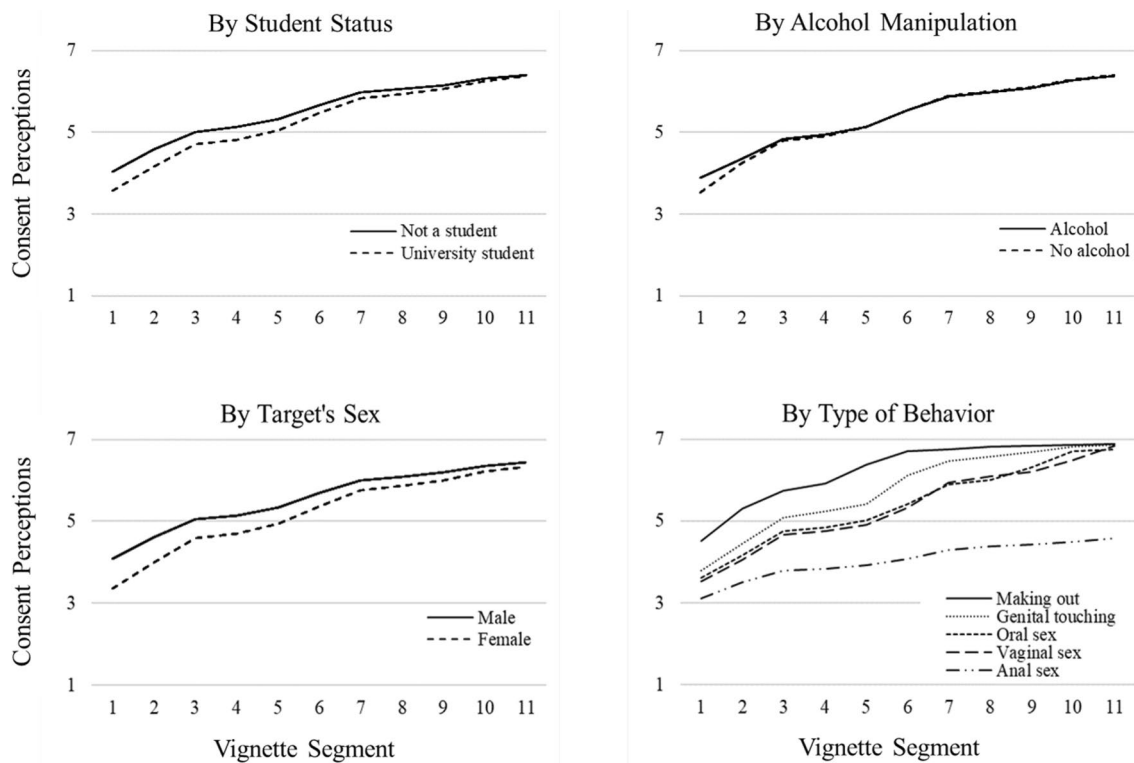 By Student Status
7
5
3
1
Consent Perceptions
Not a student
University student
1 2 3 4 5 6 7 8 9 10 11
By Alcohol Manipulation
7
5
3
1
Alcohol
No alcohol
1 2 3 4 5 6 7 8 9 10 11
By Target's Sex
7
5
3
1
Consent Perceptions
Male
Female
1 2 3 4 5 6 7 8 9 10 11
Vignette Segment
By Type of Behavior
7
5
3
1
Making out
Genital touching
Oral sex
Vaginal sex
Anal sex
1 2 3 4 5 6 7 8 9 10 11
Vignette Segment